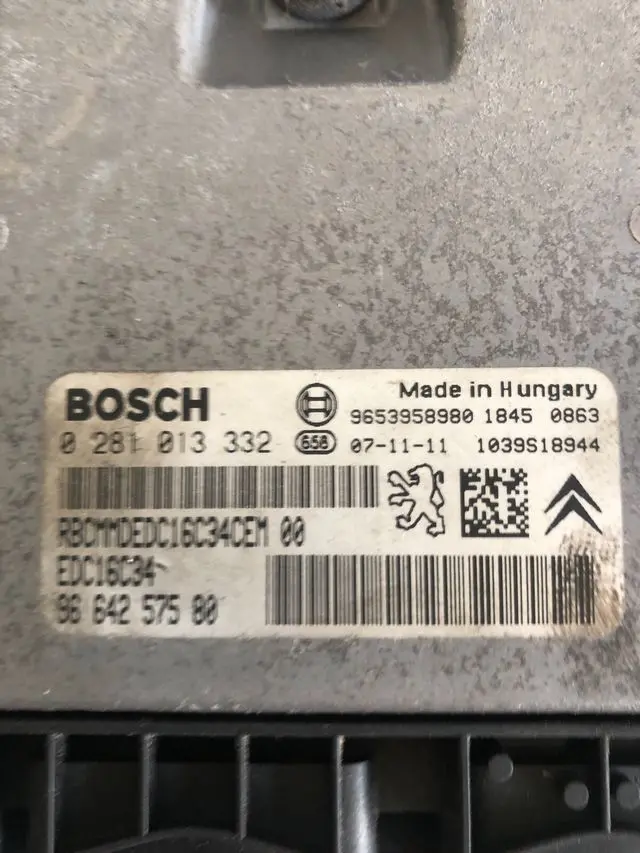 BOSCH
Made in Hungary
9653958980 1845 0863
0 281 013 332 658 07-11-11 1039S18944
RBCMMDEDC16C34CEM 00
EDC16C34-
96 642 575 80